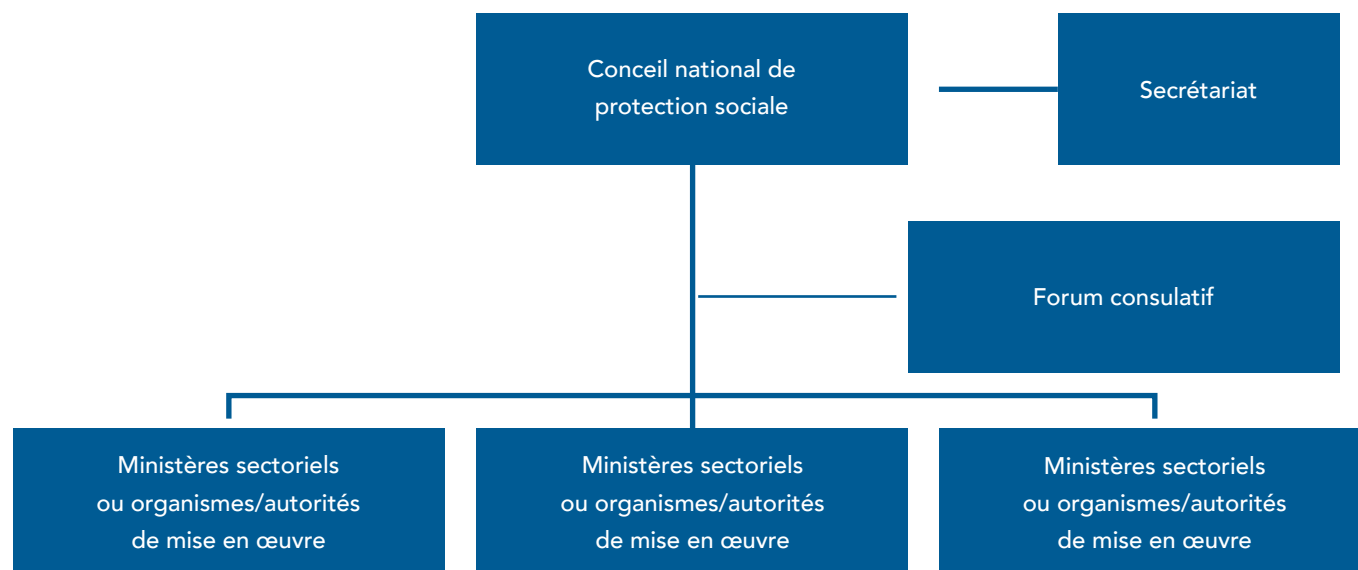 Conceil national de
protection sociale
Secrétariat
Forum consulatif
Ministères sectoriels
ou organismes/autorités
de mise en œuvre
Ministères sectoriels
ou organismes/autorités
de mise en œuvre
Ministères sectoriels
ou organismes/autorités
de mise en œuvre